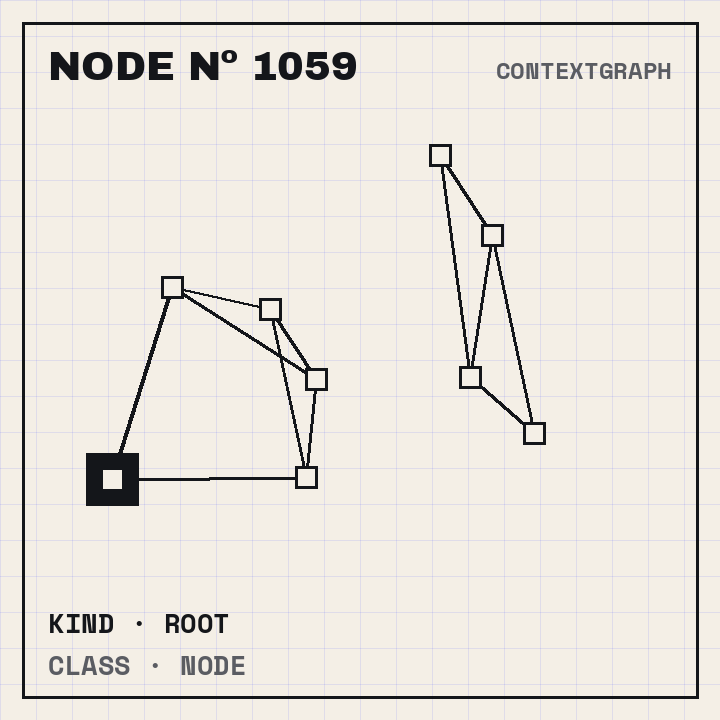 NODE Nº 1059
CONTEXTGRAPH
KIND · ROOT
CLASS · NODE